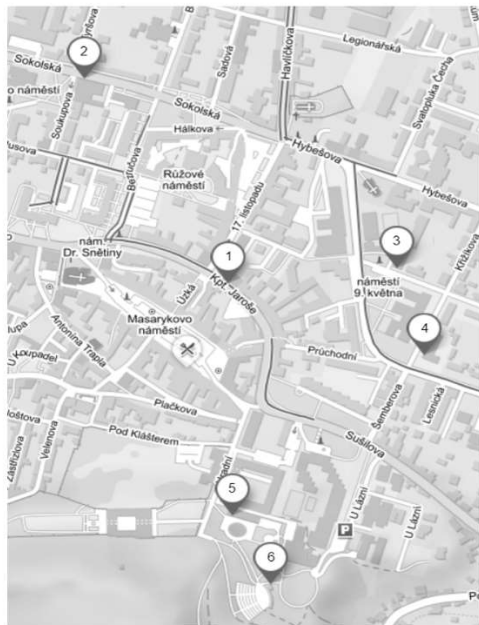 2
Sokolská
Sadová
Havlíčkova
Legionářská
Svatopluka Čecha
Soukupova
Sokolská
Hálkova
Hybešova
Hybešova
Růžové
náměstí
17. listopadu
1
3
Křížkova
nám.
Dr. Snětiny
Kpt. Jaroše
náměstí
9. května
Úzká
Masarykovo
náměstí
4
Antonína Trapla
Průchodní
Plačkova
Šemberova
Lesnická
Pod Klášterem
Sušilova
Velenova
5
U Lázní
U Lázní
P
6